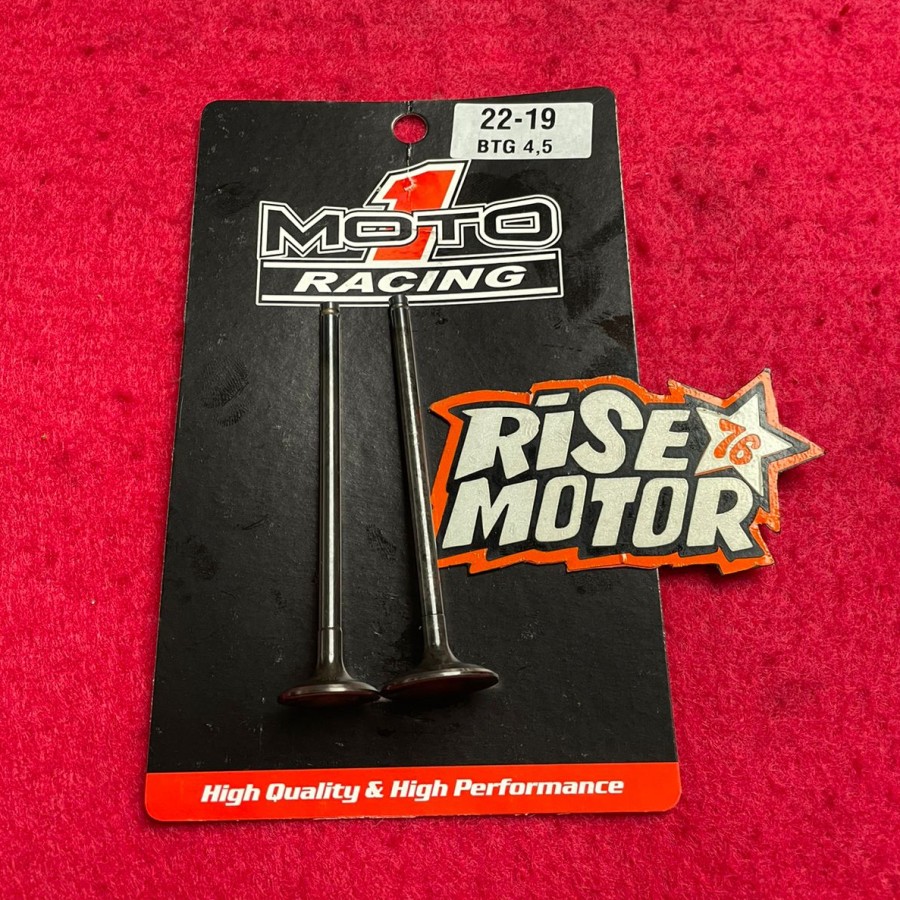 22-19
BTG 4,5
1
MOTO
RACING
RiSE 76
MOTOR
High Quality & High Performance